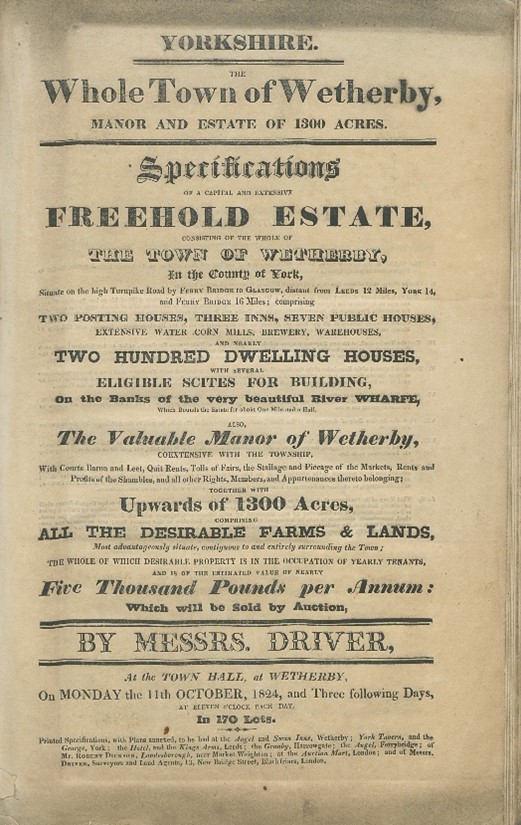 YORKSHIRE.
THE
Whole Town of Wetherby,
MANOR AND ESTATE OF 1300 ACRES.
Specifications
OF A CAPITAL AND EXTENSIVE
FREEHOLD ESTATE,
CONSISTING OF THE WHOLE OF
THE TOWN OF WETHERBY,
In the County of York,
Situate on the high Turnpike Road by FERRY BRIDGE to GLASGOW, distant from LEEDS 12 Miles, YORK 14,
and FERRY BRIDGE 16 Miles; comprising
TWO POSTING HOUSES, THREE INNS, SEVEN PUBLIC HOUSES,
EXTENSIVE WATER CORN MILLS, BREWERY, WAREHOUSES,
AND NEARLY
TWO HUNDRED DWELLING HOUSES,
WITH SEVERAL
ELIGIBLE SCITES FOR BUILDING,
On the Banks of the very beautiful River WHARFE,
Which Bounds the Estate for about One Mile and a Half.
ALSO,
The Valuable Manor of Wetherby,
COEXTENSIVE WITH THE TOWNSHIP,
With Courts Baron and Leet, Quit Rents, Tolls of Fairs, the Stallage and Piccage of the Markets, Rents and
Profits of the Shambles, and all other Rights, Members, and Appurtenances thereto belonging;
TOGETHER WITH
Upwards of 1300 Acres,
COMPRISING
ALL THE DESIRABLE FARMS & LANDS,
Most advantageously situate, contiguous to and entirely surrounding the Town;
THE WHOLE OF WHICH DESIRABLE PROPERTY IS IN THE OCCUPATION OF YEARLY TENANTS,
AND IS OF THE ESTIMATED VALUE OF NEARLY
Five Thousand Pounds per Annum:
Which will be Sold by Auction,
BY MESSRS. DRIVER,
At the TOWN HALL, at WETHERBY,
On MONDAY the 11th OCTOBER, 1824, and Three following Days,
AT ELEVEN O'CLOCK EACH DAY,
In 170 Lots.
Printed Specifications, with Plans annexed, to be had at the Angel and Swan Inns, Wetherby; York Tavern, and the
George, York; the Hotel, and the Kings Arms, Leeds; the Granby, Harrowgate; the Angel, Ferrybridge; of
Mr. ROBERT DENNON, Londesborough, near Market Weighton; at the Auction Mart, London; and of Messrs.
DRIVER, Surveyors and Land Agents, 13, New Bridge Street, Blackfriars, London.